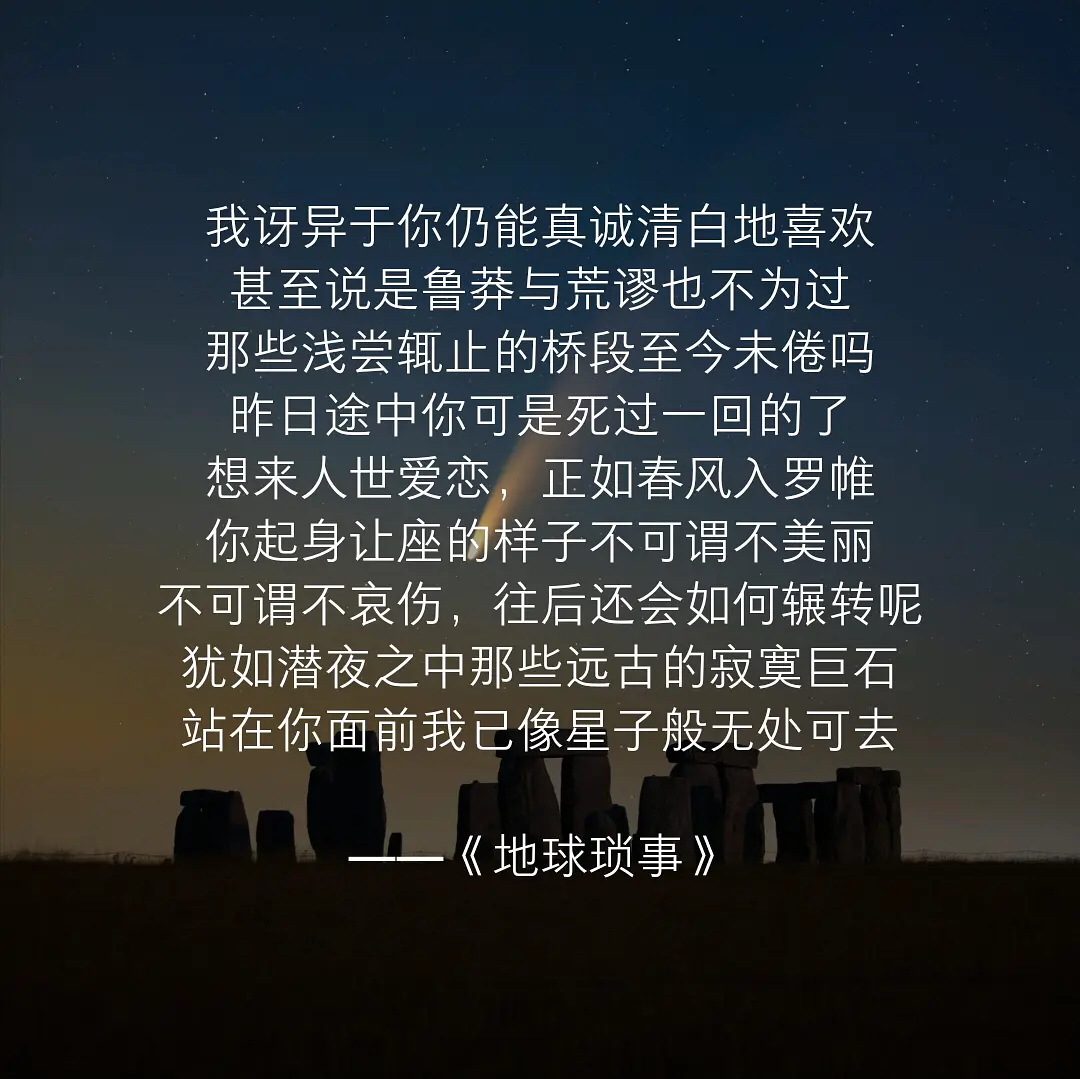 我讶异于你仍能真诚清白地喜欢
甚至说是鲁莽与荒谬也不为过
那些浅尝辄止的桥段至今未倦吗
昨日途中你可是死过一回的了
想来人世爱恋，正如春风入罗帷
你起身让座的样子不可谓不美丽
不可谓不哀伤，往后还会如何辗转呢
犹如潜夜之中那些远古的寂寞巨石
站在你面前我已像星子般无处可去
——《地球琐事》